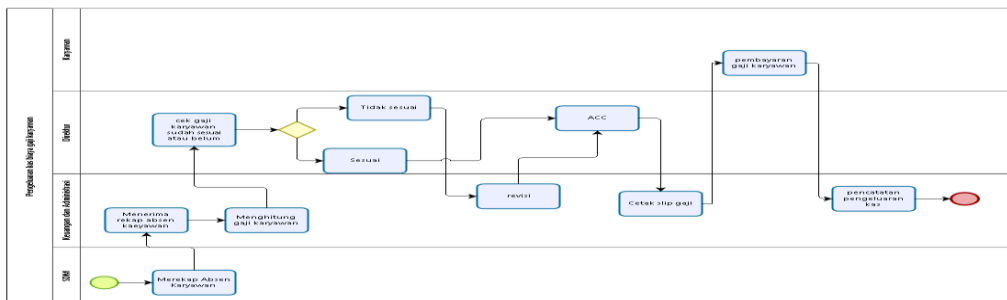 Pengeluaran kas biaya gaji karyawan
Karyawan
pembayaran
gaji karyawan
Direktur
cek gaji
karyawan
sudah sesuai
atau belum
Tidak sesuai
Sesuai
ACC
Keuangan dan Administrasi
Menerima
rekap absen
kaeyawan
Menghitung
gaji karyawan
revisi
Cetak slip gaji
pencatatan
pengeluaran
kas
SDM
Merekap Absen
Karyawan